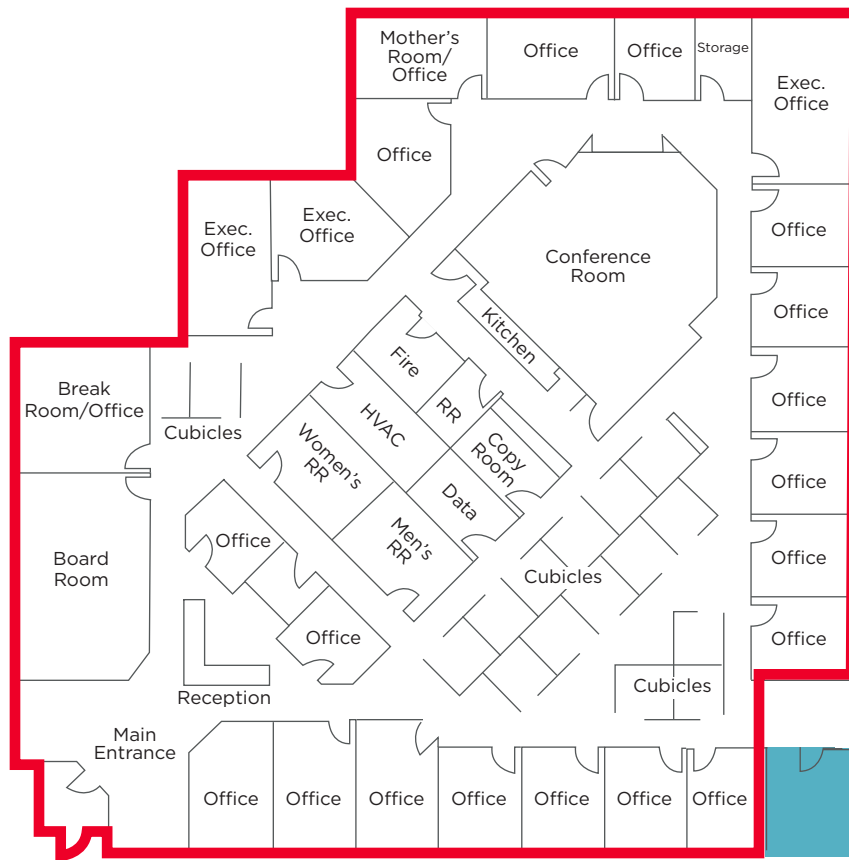 Mother's
Room/
Office
Office
Office
Storage
Exec.
Office
Office
Exec.
Office
Exec.
Office
Office
Conference
Room
Office
Kitchen
Fire
RR
HVAC
Copy
Room
Women's
RR
Data
Men's
RR
Break
Room/Office
Cubicles
Office
Office
Office
Board
Room
Office
Cubicles
Office
Office
Office
Reception
Cubicles
Main
Entrance
Office
Office
Office
Office
Office
Office
Office